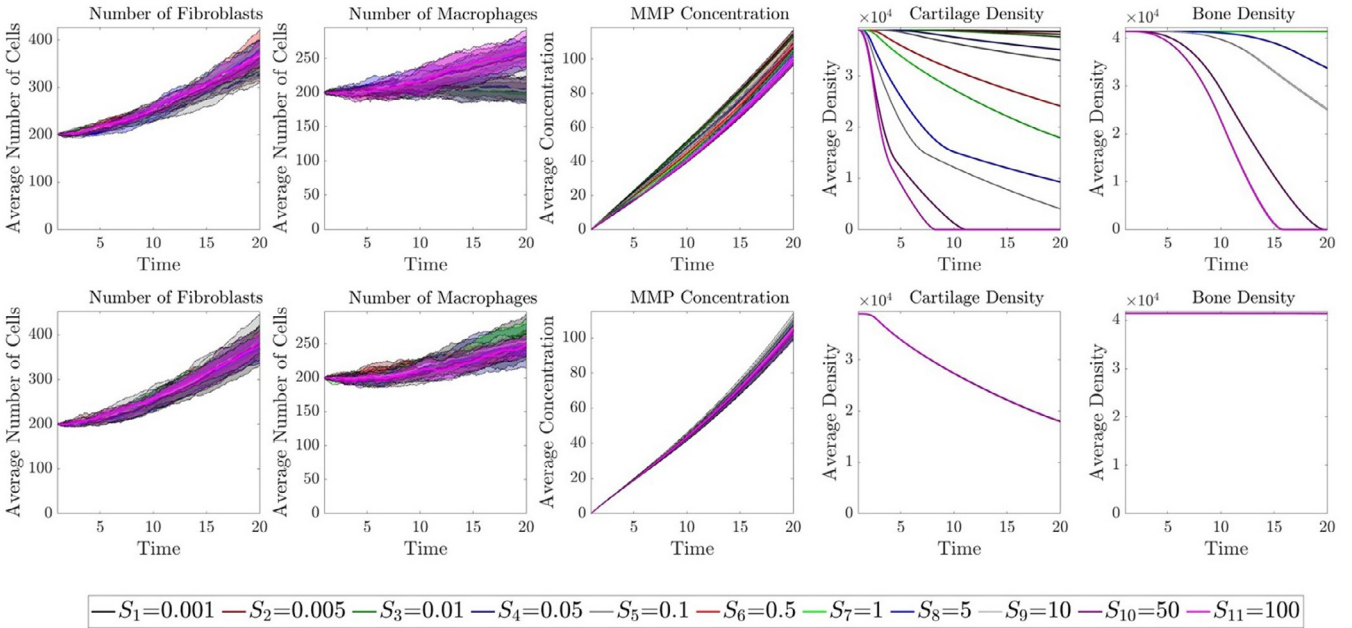 Number of Fibroblasts
Number of Macrophages
MMP Concentration
Cartilage Density
Bone Density
×10⁴
×10⁴
Average Number of Cells
400
300
200
100
0
5 10 15 20
Time
Average Number of Cells
250
200
150
100
50
0
5 10 15 20
Time
Average Concentration
100
80
60
40
20
0
5 10 15 20
Time
Average Density
3
2
1
0
5 10 15 20
Time
Average Density
4
3
2
1
0
5 10 15 20
Time
Number of Fibroblasts
Number of Macrophages
MMP Concentration
Cartilage Density
Bone Density
×10⁴
×10⁴
Average Number of Cells
400
300
200
100
0
5 10 15 20
Time
Average Number of Cells
250
200
150
100
50
0
5 10 15 20
Time
Average Concentration
100
80
60
40
20
0
5 10 15 20
Time
Average Density
3
2
1
0
5 10 15 20
Time
Average Density
4
3
2
1
0
5 10 15 20
Time
S₁=0.001 S₂=0.005 S₃=0.01 S₄=0.05 S₅=0.1 S₆=0.5 S₇=1 S₈=5 S₉=10 S₁₀=50 S₁₁=100